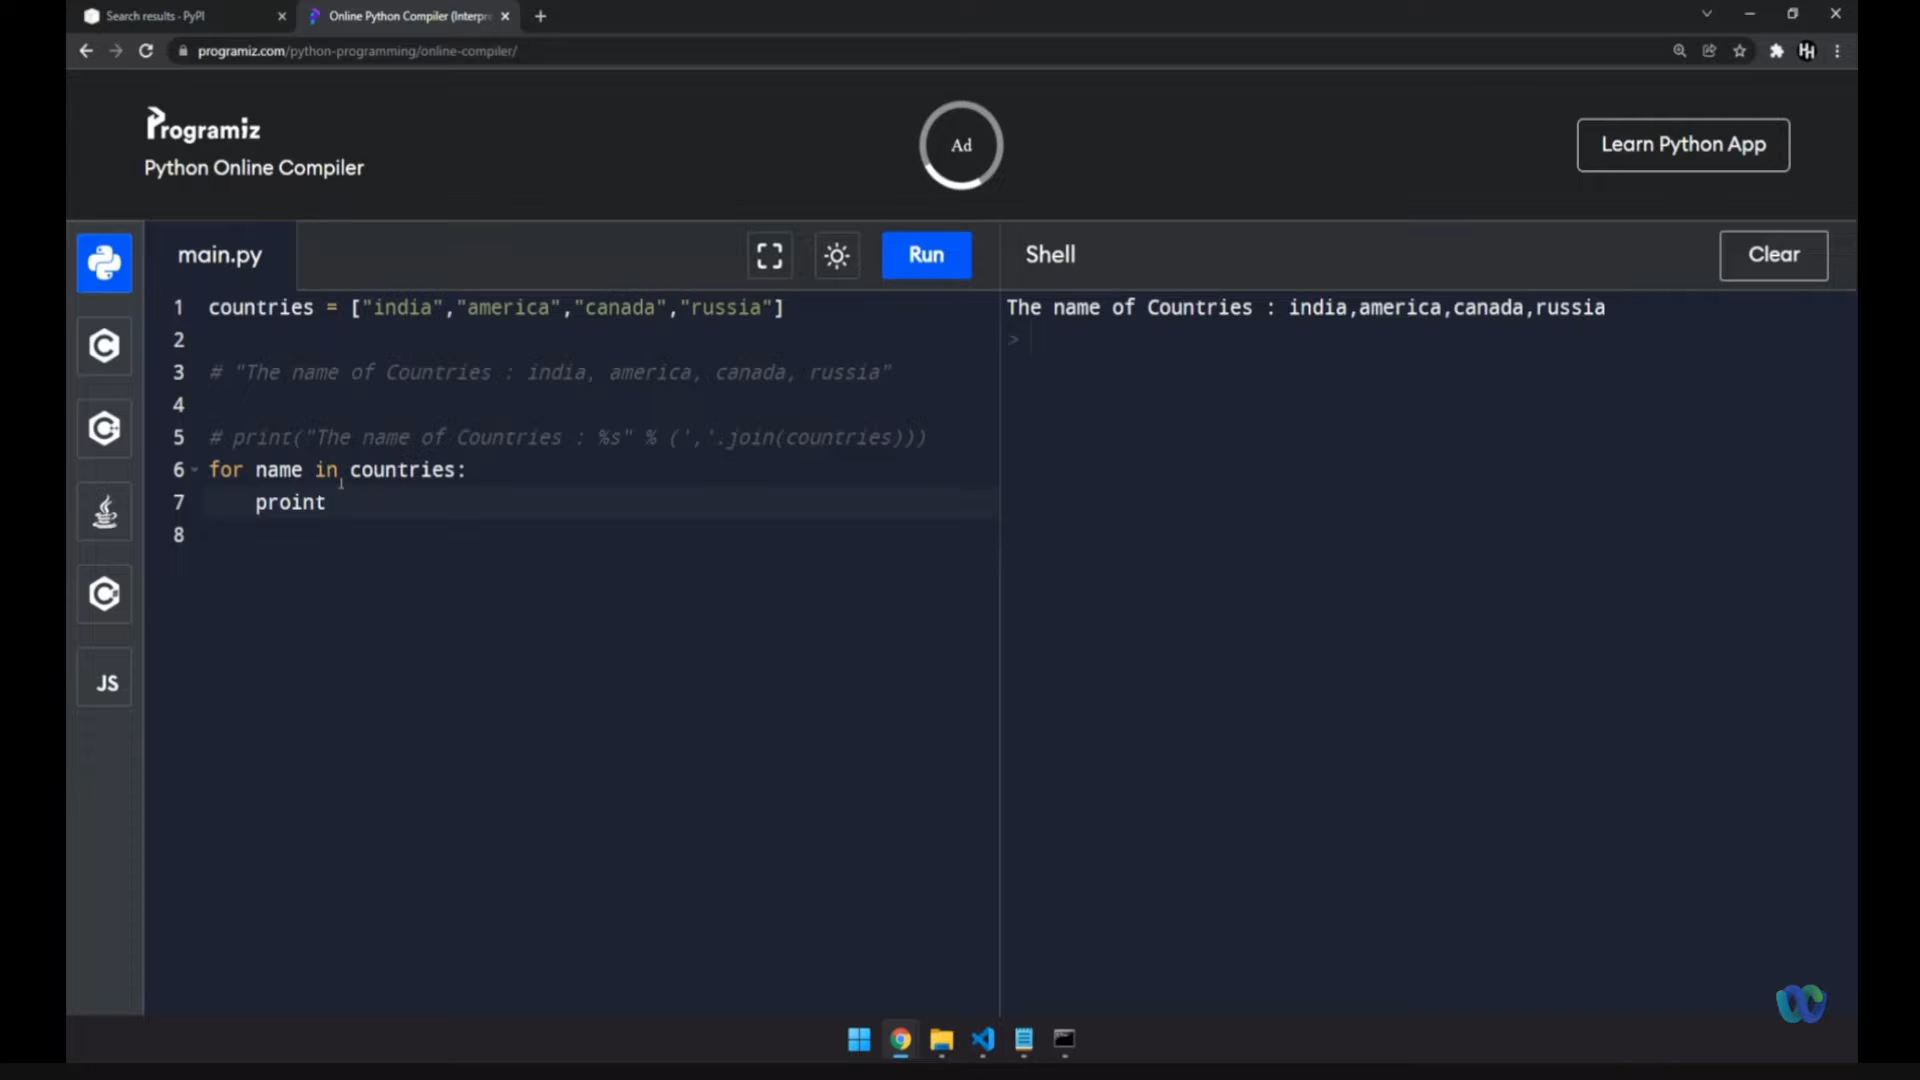 Search results · PyPI
Online Python Compiler (Interpre
programiz.com/python-programming/online-compiler/
Programiz
Python Online Compiler
Ad
Learn Python App
main.py
Run
Shell
Clear
1 countries = ["india","america","canada","russia"]
2
3 # "The name of Countries : india, america, canada, russia"
4
5 # print("The name of Countries : %s" % (','.join(countries)))
6 for name in countries:
7 proint
8
The name of Countries : india,america,canada,russia
>
JS